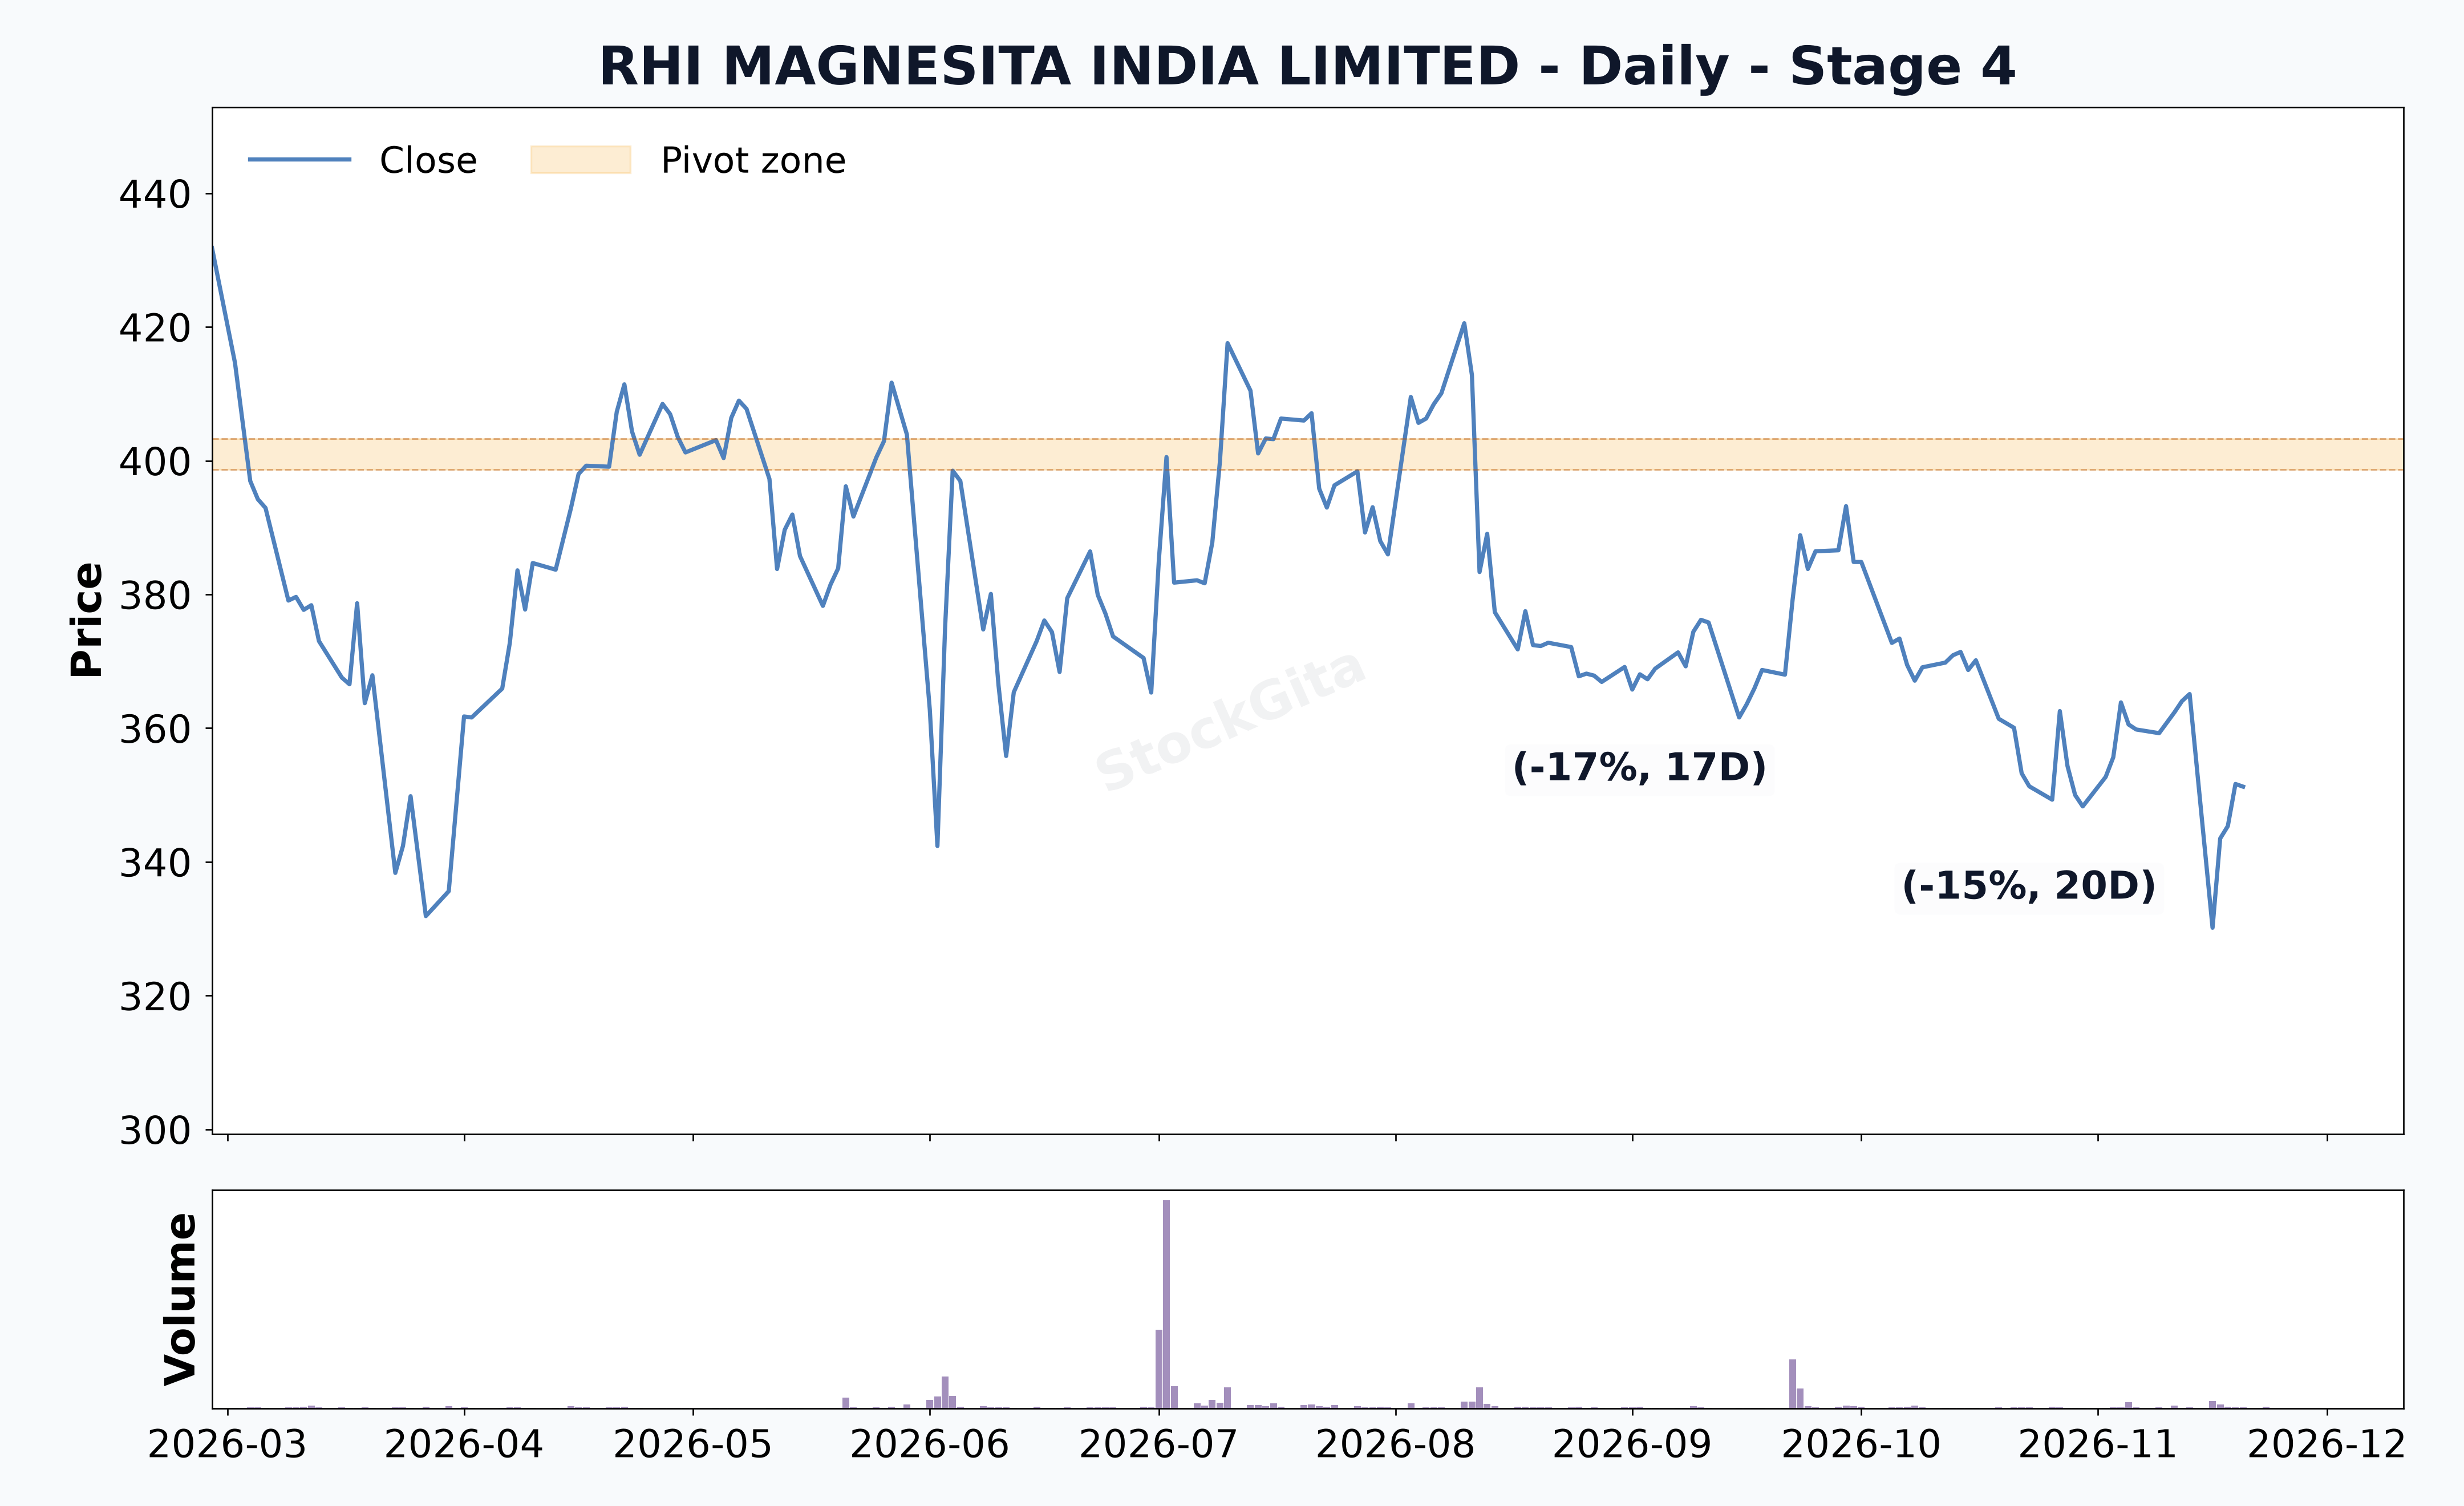 RHI MAGNESITA INDIA LIMITED - Daily - Stage 4
Close
Pivot zone
440
420
400
380
360
340
320
300
Price
StockGita
(-17%, 17D)
(-15%, 20D)
Volume
2026-03 2026-04 2026-05 2026-06 2026-07 2026-08 2026-09 2026-10 2026-11 2026-12